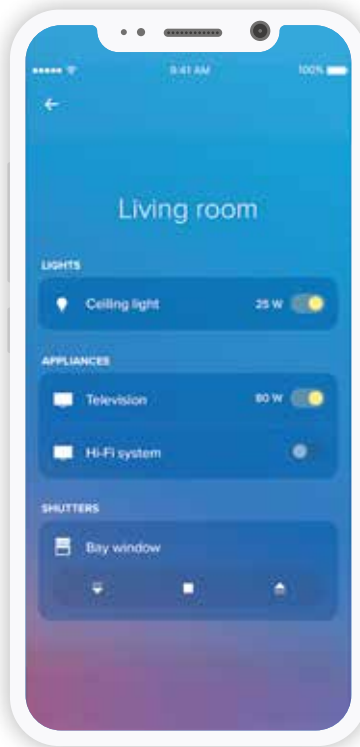 9:41 AM 100%
Living room
LIGHTS
Ceiling light 25 W
APPLIANCES
Television 80 W
Hi-Fi system
SHUTTERS
Bay window